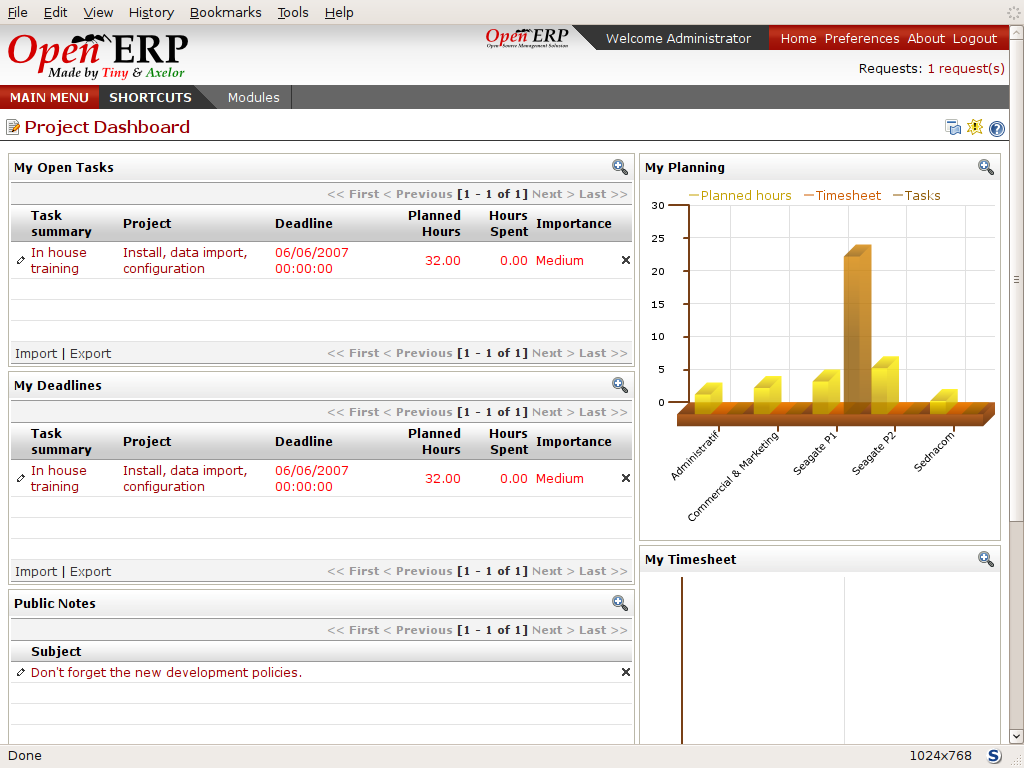 File Edit View History Bookmarks Tools Help
Open ERP
Made by Tiny & Axelor
Open ERP
Open Source Management Solution
Welcome Administrator
Home Preferences About Logout
Requests: 1 request(s)
MAIN MENU SHORTCUTS Modules
Project Dashboard
My Open Tasks
<< First < Previous [1 - 1 of 1] Next > Last >>
Task summary Project Deadline Planned Hours Hours Spent Importance
In house training Install, data import, configuration 06/06/2007 00:00:00 32.00 0.00 Medium
Import | Export << First < Previous [1 - 1 of 1] Next > Last >>
My Deadlines
<< First < Previous [1 - 1 of 1] Next > Last >>
Task summary Project Deadline Planned Hours Hours Spent Importance
In house training Install, data import, configuration 06/06/2007 00:00:00 32.00 0.00 Medium
Import | Export << First < Previous [1 - 1 of 1] Next > Last >>
Public Notes
<< First < Previous [1 - 1 of 1] Next > Last >>
Subject
Don't forget the new development policies.
My Planning
Planned hours Timesheet Tasks
30
25
20
15
10
5
0
Administratif
Commercial & Marketing
Seagate P1
Seagate P2
Sednacom
My Timesheet
Done 1024x768 S